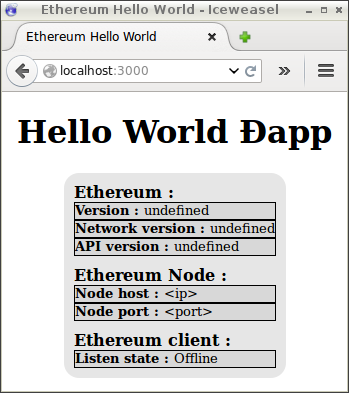 Ethereum Hello World - Iceweasel
Ethereum Hello World
localhost:3000
Hello World Ðapp
Ethereum :
Version : undefined
Network version : undefined
API version : undefined
Ethereum Node :
Node host : <ip>
Node port : <port>
Ethereum client :
Listen state : Offline